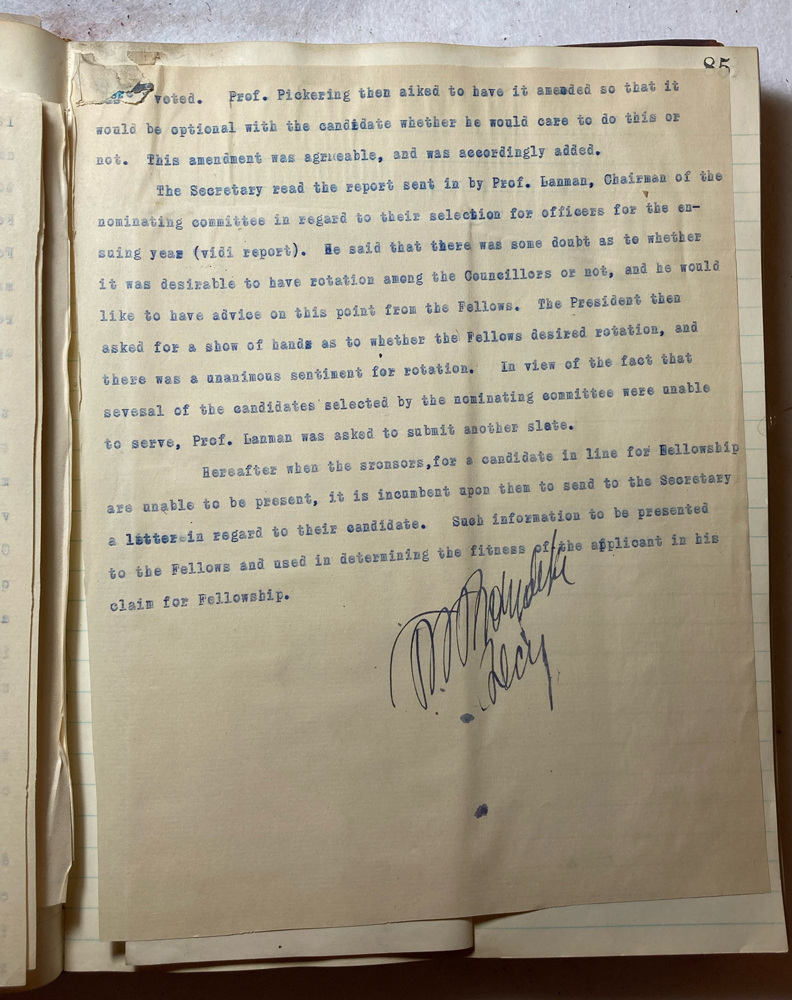 85
voted. Prof. Pickering then aiked to have it amended so that it
would be optional with the candidate whether he would care to do this or
not. This amendment was agrueable, and was accordingly added.
The Secretary read the report sent in by Prof. Lanman, Chairman of the
nominating committee in regard to their selection for officers for the en-
suing year (vidi report). He said that there was some doubt as to whether
it was desirable to have rotation among the Councillors or not, and he would
like to have advice on this point from the Fellows. The President then
asked for a show of hands as to whether the Fellows desired rotation, and
there was a unanimous sentiment for rotation. In view of the fact that
sevesal of the candidates selected by the nominating committee were unable
to serve, Prof. Lanman was asked to submit another slate.
Hereafter when the sronsors, for a candidate in line for Fellowship
are unable to be present, it is incumbent upon them to send to the Secretary
a letter in regard to their candidate. Such information to be presented
to the Fellows and used in determining the fitness of the applicant in his
claim for Fellowship.
Secy